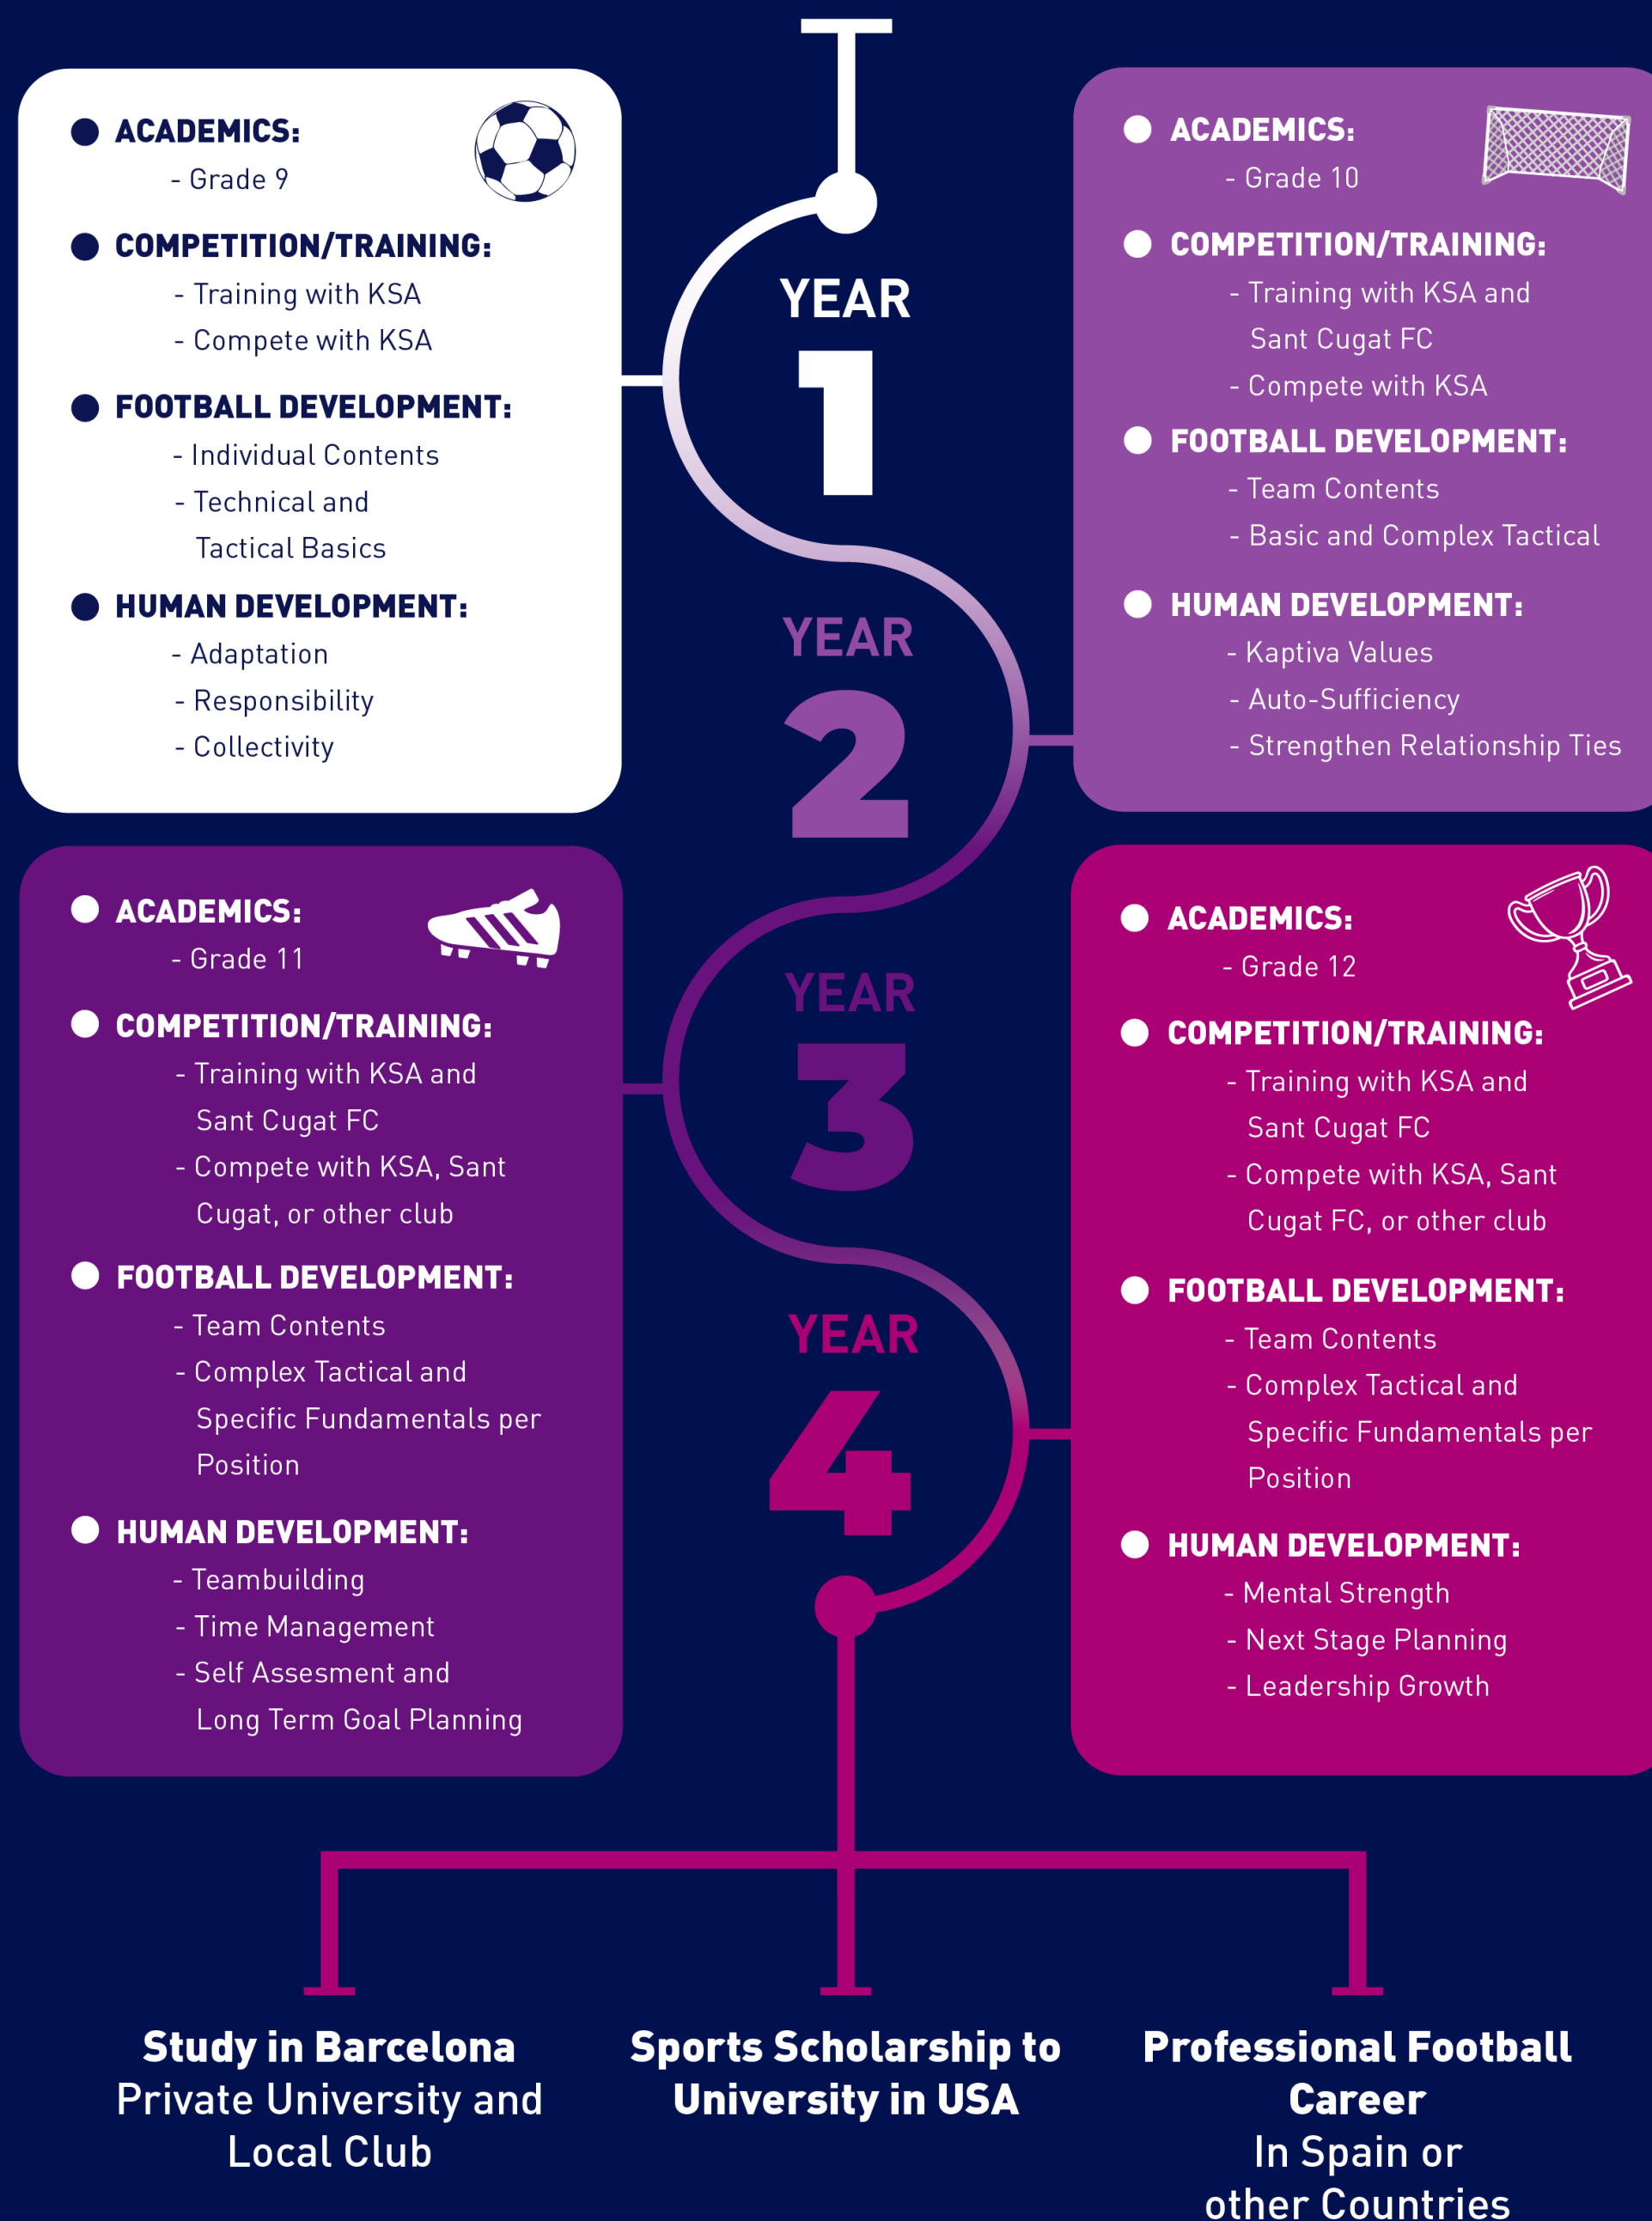 YEAR
1
ACADEMICS:
- Grade 9
COMPETITION/TRAINING:
- Training with KSA
- Compete with KSA
FOOTBALL DEVELOPMENT:
- Individual Contents
- Technical and
Tactical Basics
HUMAN DEVELOPMENT:
- Adaptation
- Responsibility
- Collectivity
YEAR
2
ACADEMICS:
- Grade 10
COMPETITION/TRAINING:
- Training with KSA and
Sant Cugat FC
- Compete with KSA
FOOTBALL DEVELOPMENT:
- Team Contents
- Basic and Complex Tactical
HUMAN DEVELOPMENT:
- Kaptiva Values
- Auto-Sufficiency
- Strengthen Relationship Ties
YEAR
3
ACADEMICS:
- Grade 11
COMPETITION/TRAINING:
- Training with KSA and
Sant Cugat FC
- Compete with KSA, Sant
Cugat, or other club
FOOTBALL DEVELOPMENT:
- Team Contents
- Complex Tactical and
Specific Fundamentals per
Position
HUMAN DEVELOPMENT:
- Teambuilding
- Time Management
- Self Assesment and
Long Term Goal Planning
YEAR
4
ACADEMICS:
- Grade 12
COMPETITION/TRAINING:
- Training with KSA and
Sant Cugat FC
- Compete with KSA, Sant
Cugat FC, or other club
FOOTBALL DEVELOPMENT:
- Team Contents
- Complex Tactical and
Specific Fundamentals per
Position
HUMAN DEVELOPMENT:
- Mental Strength
- Next Stage Planning
- Leadership Growth
Study in Barcelona
Private University and
Local Club
Sports Scholarship to
University in USA
Professional Football
Career
In Spain or
other Countries